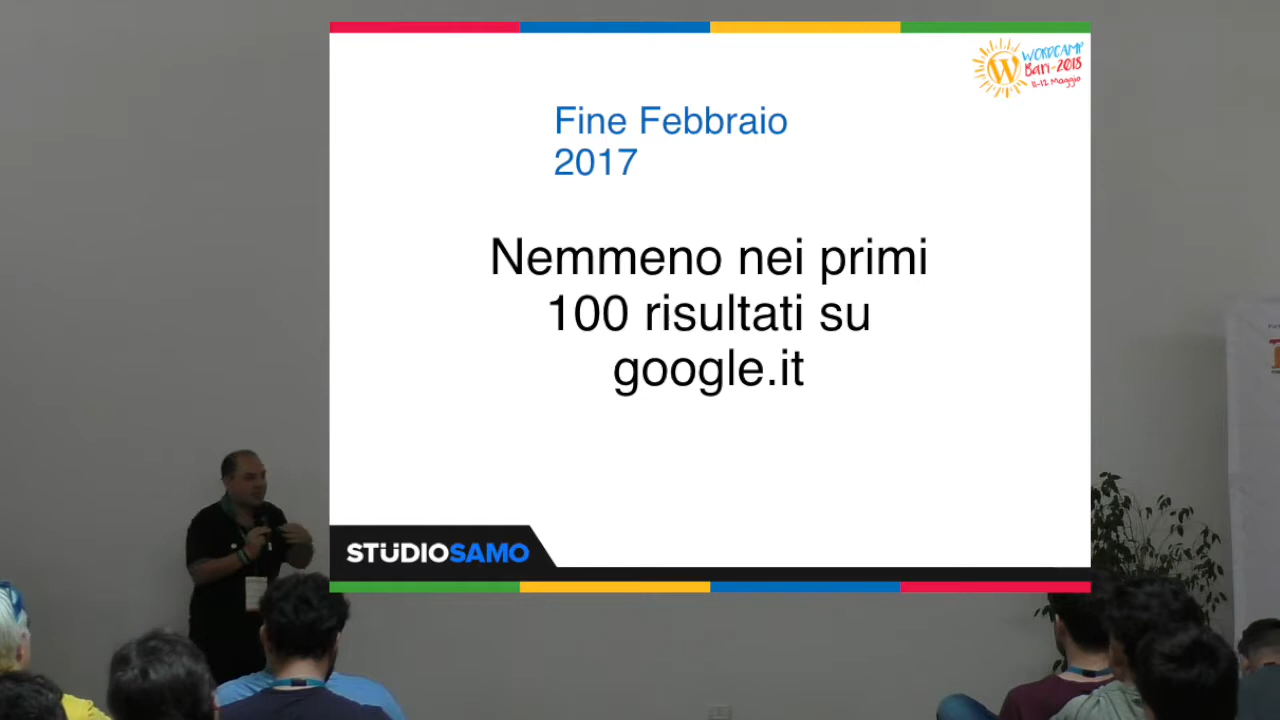 WORDCAMP
Bari-2018
11-12 Maggio
Fine Febbraio
2017
Nemmeno nei primi
100 risultati su
google.it
STUDIOSAMO